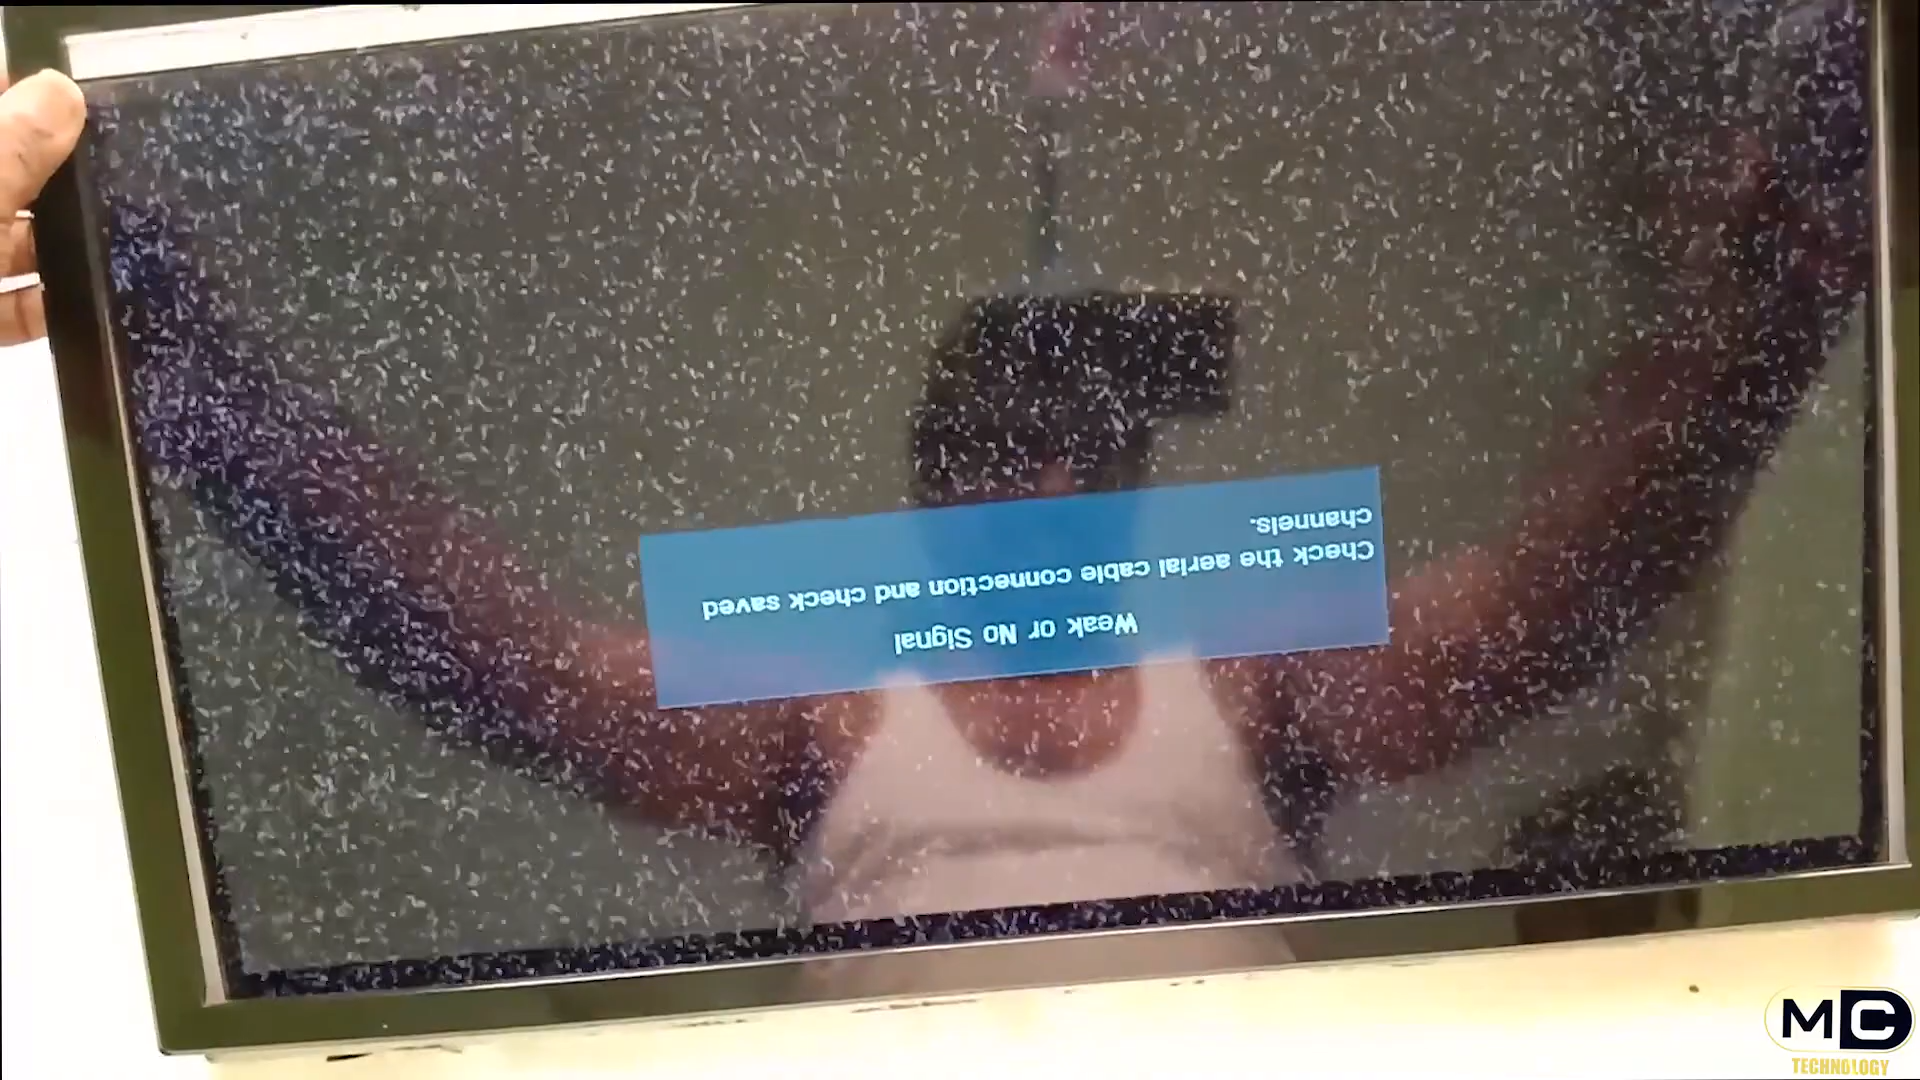 Weak or No Signal
Check the aerial cable connection and check saved
channels.
MC
TECHNOLOGY